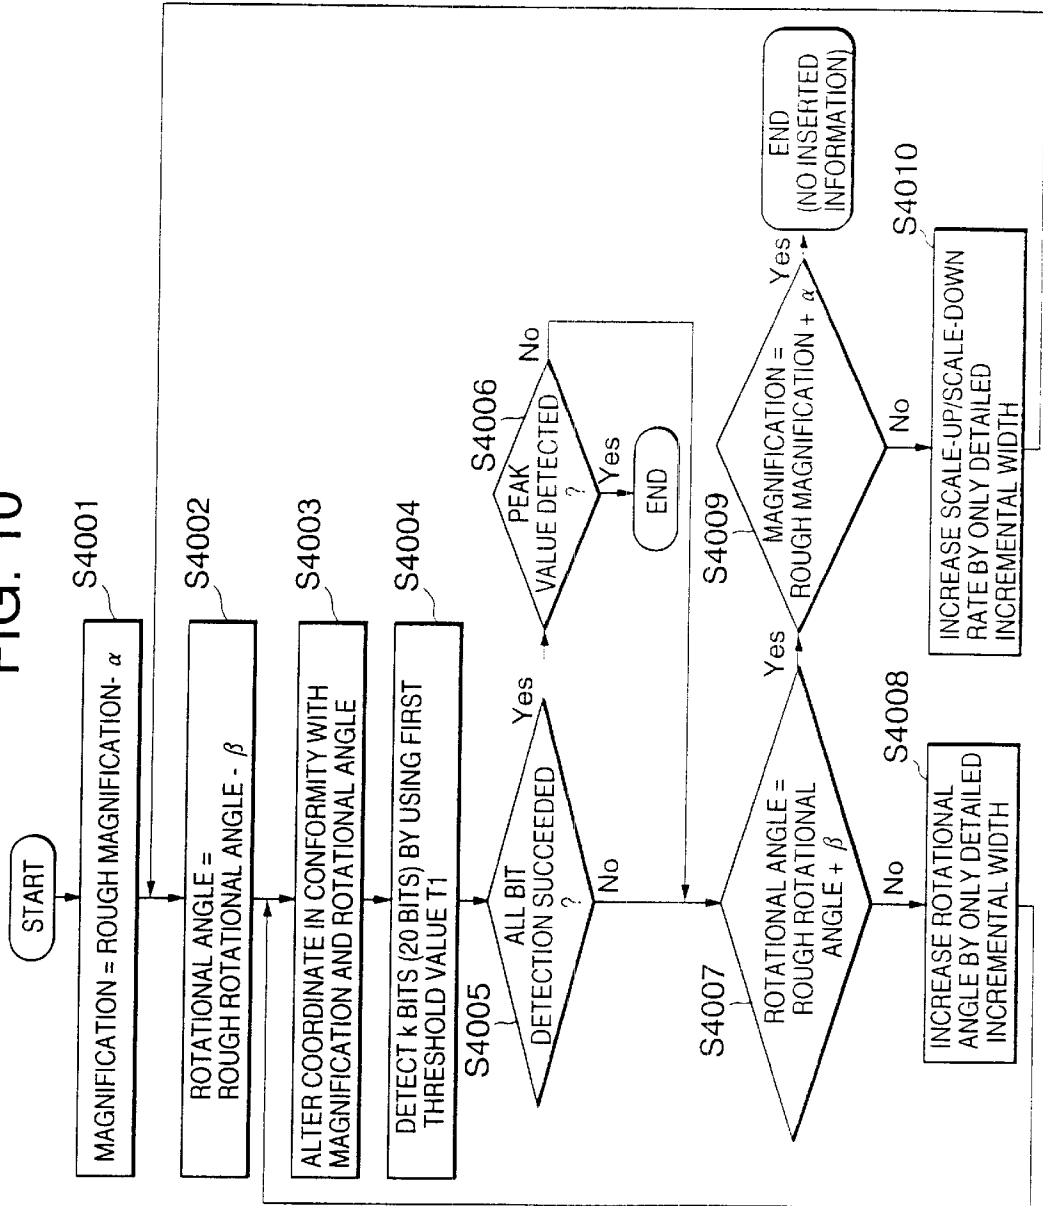 FIG. 10
START
S4001
MAGNIFICATION = ROUGH MAGNIFICATION- α
S4002
ROTATIONAL ANGLE =
ROUGH ROTATIONAL ANGLE - β
S4003
ALTER COORDINATE IN CONFORMITY WITH
MAGNIFICATION AND ROTATIONAL ANGLE
S4004
DETECT k BITS (20 BITS) BY USING FIRST
THRESHOLD VALUE T1
S4005
ALL BIT
DETECTION SUCCEEDED
?
Yes
No
S4006
PEAK
VALUE DETECTED
?
No
Yes
END
S4007
ROTATIONAL ANGLE =
ROUGH ROTATIONAL
ANGLE + β
Yes
No
S4008
INCREASE ROTATIONAL
ANGLE BY ONLY DETAILED
INCREMENTAL WIDTH
S4009
MAGNIFICATION =
ROUGH MAGNIFICATION + α
Yes
No
END
(NO INSERTED
INFORMATION)
S4010
INCREASE SCALE-UP/SCALE-DOWN
RATE BY ONLY DETAILED
INCREMENTAL WIDTH